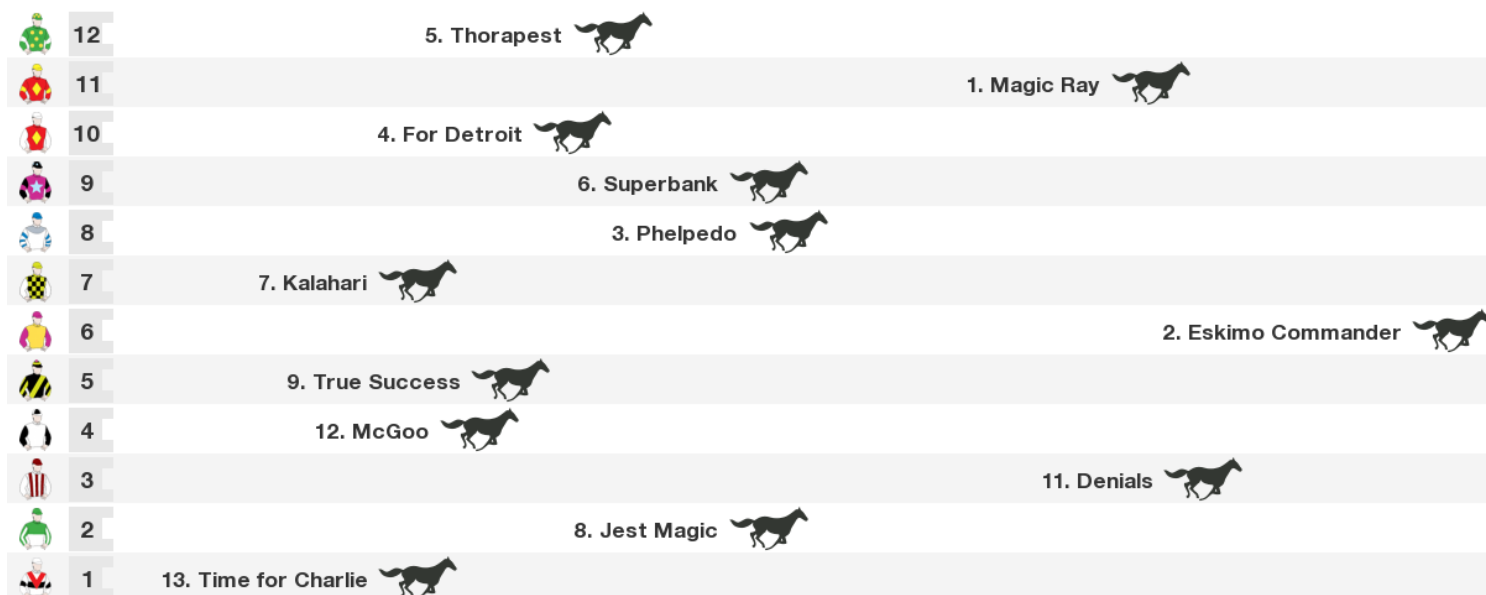 12 5. Thorapest
11 1. Magic Ray
10 4. For Detroit
9 6. Superbank
8 3. Phelpedo
7 7. Kalahari
6 2. Eskimo Commander
5 9. True Success
4 12. McGoo
3 11. Denials
2 8. Jest Magic
1 13. Time for Charlie